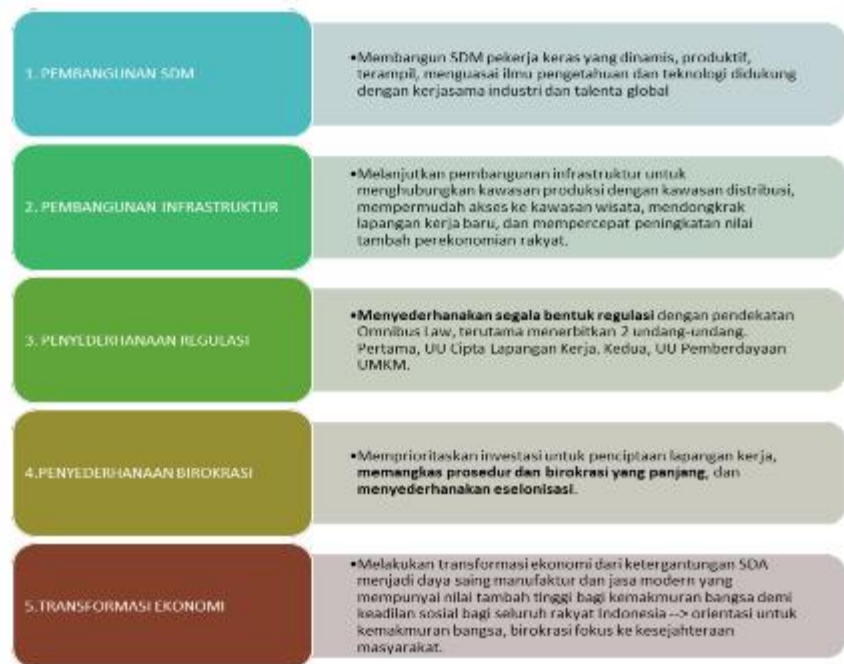 1. PEMBANGUNAN SDM
•Membangun SDM pekerja keras yang dinamis, produktif,
terampil, menguasai ilmu pengetahuan dan teknologi didukung
dengan kerjasama industri dan talenta global
2. PEMBANGUNAN INFRASTRUKTUR
•Melanjutkan pembangunan infrastruktur untuk
menghubungkan kawasan produksi dengan kawasan distribusi,
mempermudah akses ke kawasan wisata, mendongkrak
lapangan kerja baru, dan mempercepat peningkatan nilai
tambah perekonomian rakyat.
3. PENYEDERHANAAN REGULASI
•Menyederhanakan segala bentuk regulasi dengan pendekatan
Omnibus Law, terutama menerbitkan 2 undang-undang.
Pertama, UU Cipta Lapangan Kerja. Kedua, UU Pemberdayaan
UMKM.
4.PENYEDERHANAAN BIROKRASI
•Memprioritaskan investasi untuk penciptaan lapangan kerja,
memangkas prosedur dan birokrasi yang panjang, dan
menyederhanakan eselonisasi.
5.TRANSFORMASI EKONOMI
•Melakukan transformasi ekonomi dari ketergantungan SDA
menjadi daya saing manufaktur dan jasa modern yang
mempunyai nilai tambah tinggi bagi kemakmuran bangsa demi
keadilan sosial bagi seluruh rakyat Indonesia --> orientasi untuk
kemakmuran bangsa, birokrasi fokus ke kesejahteraan
masyarakat.